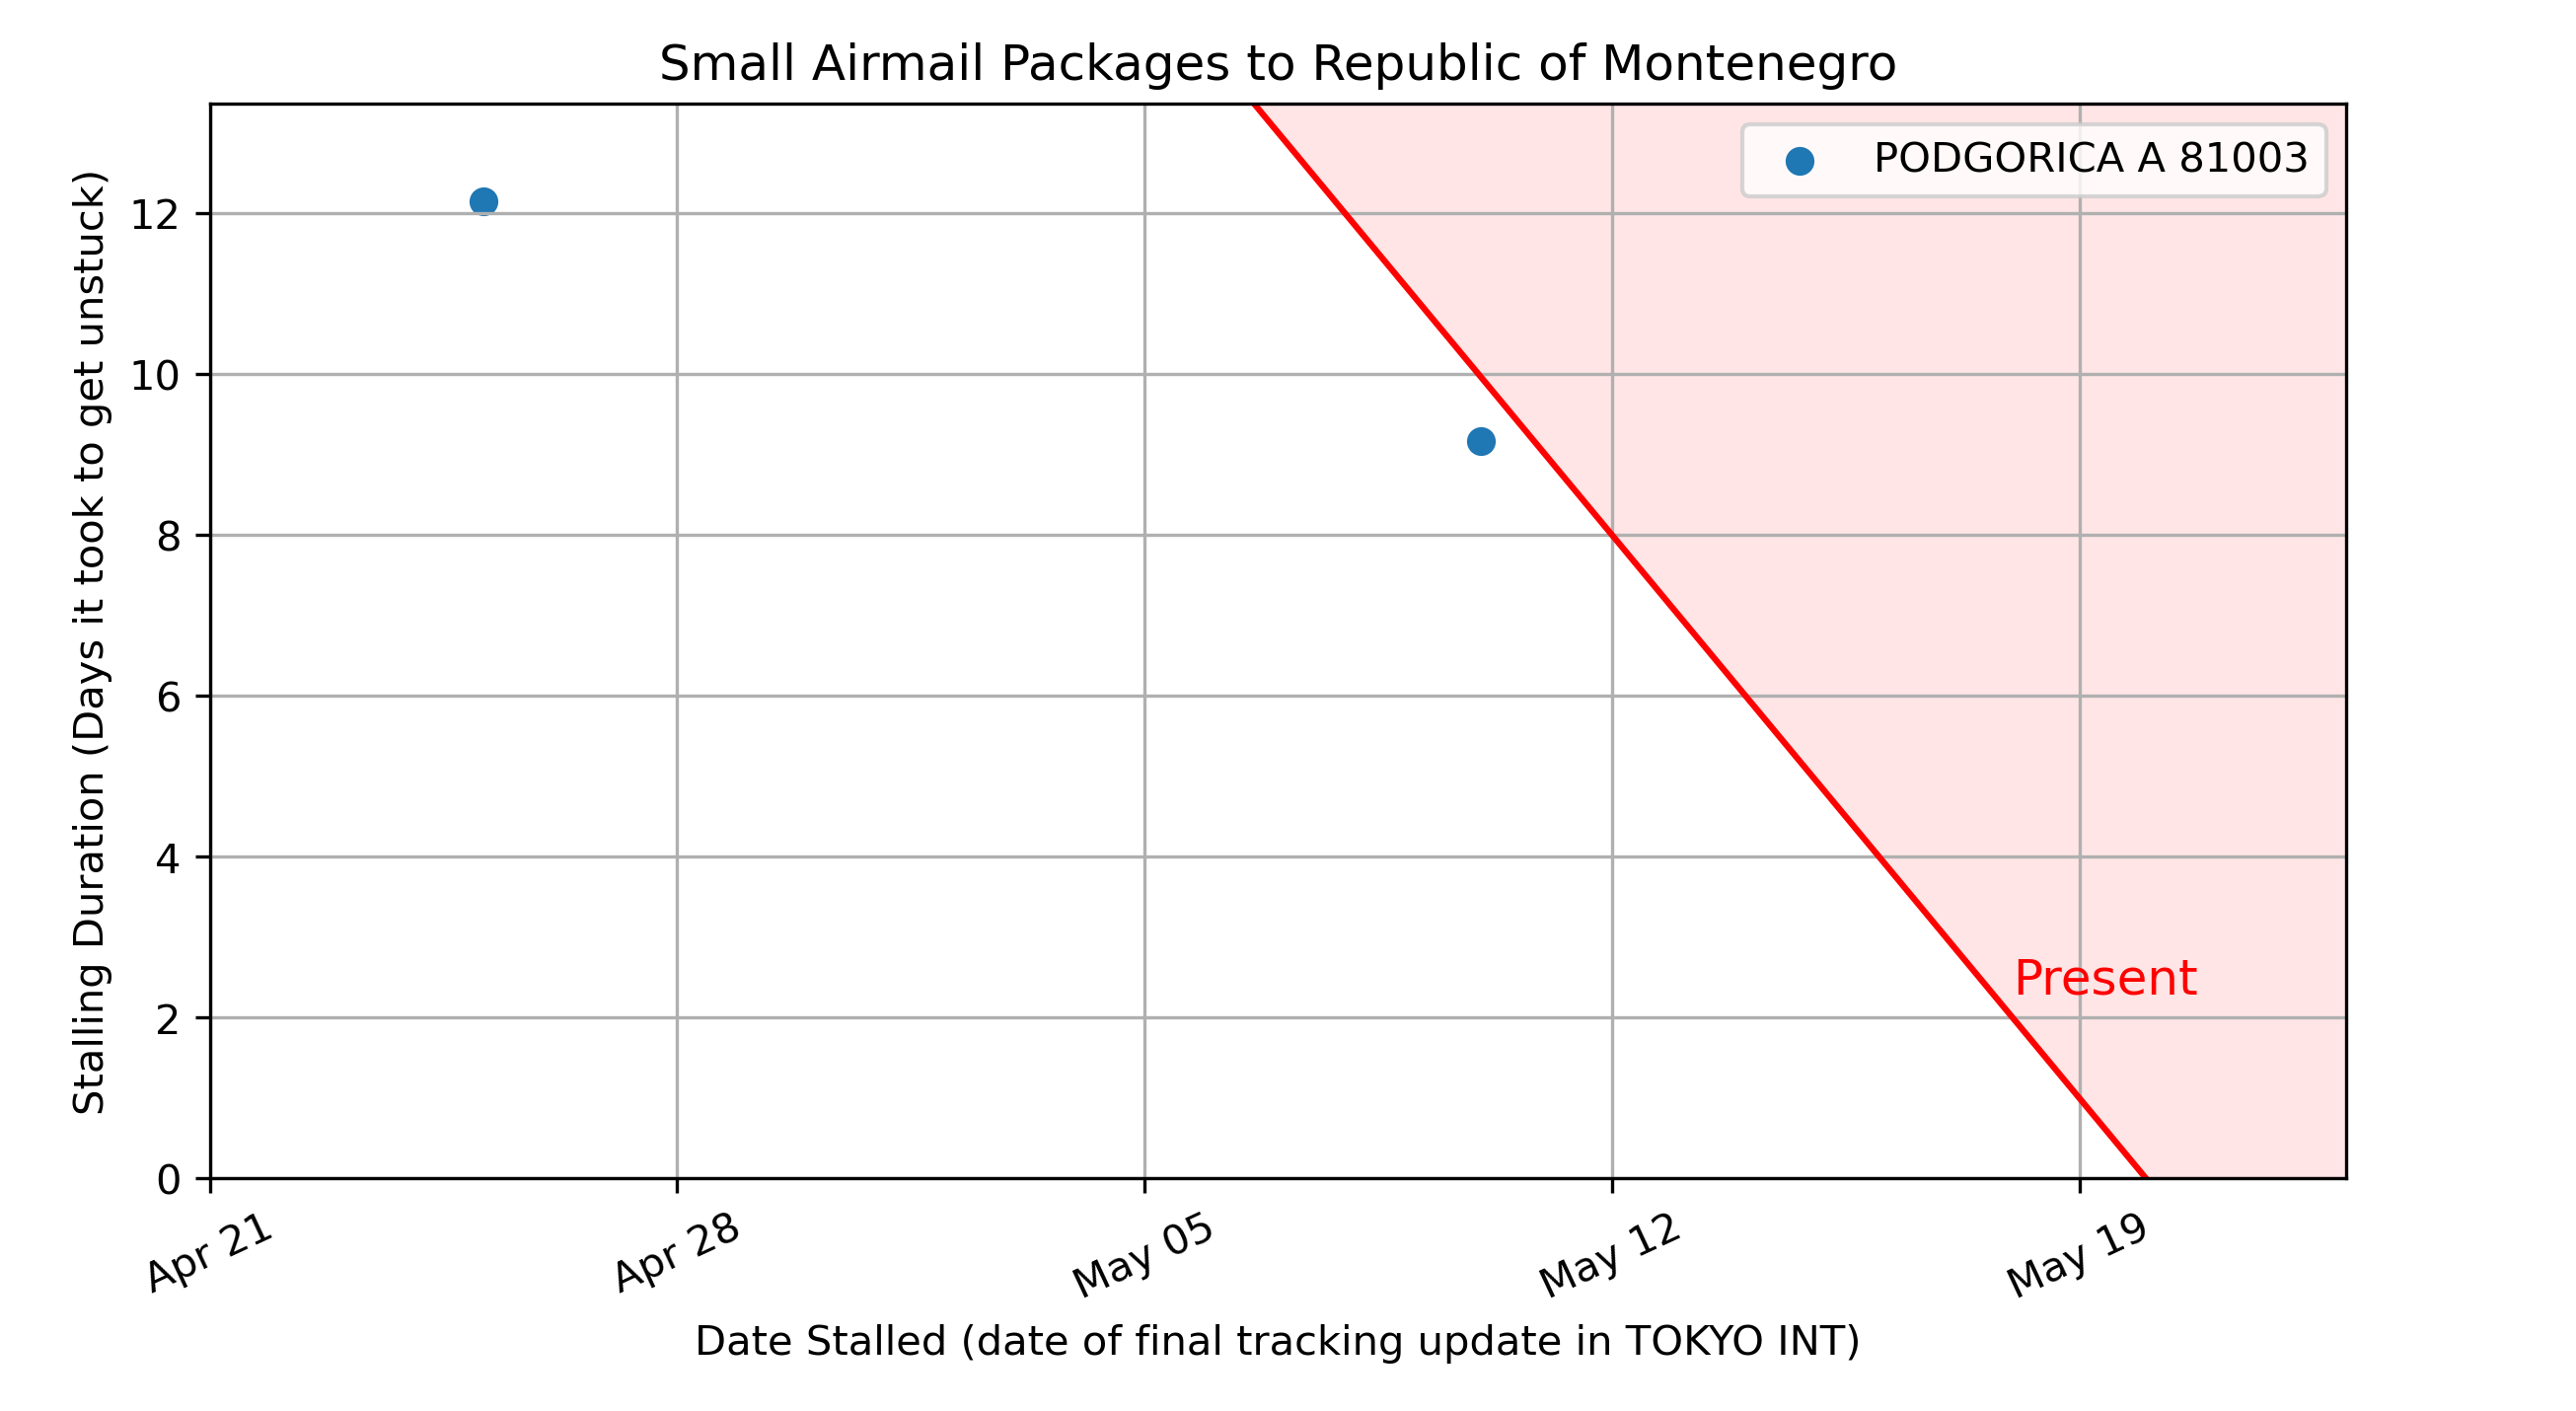 Small Airmail Packages to Republic of Montenegro
PODGORICA A 81003
Stalling Duration (Days it took to get unstuck)
12
10
8
6
4
2
0
Present
Apr 21
Apr 28
May 05
May 12
May 19
Date Stalled (date of final tracking update in TOKYO INT)